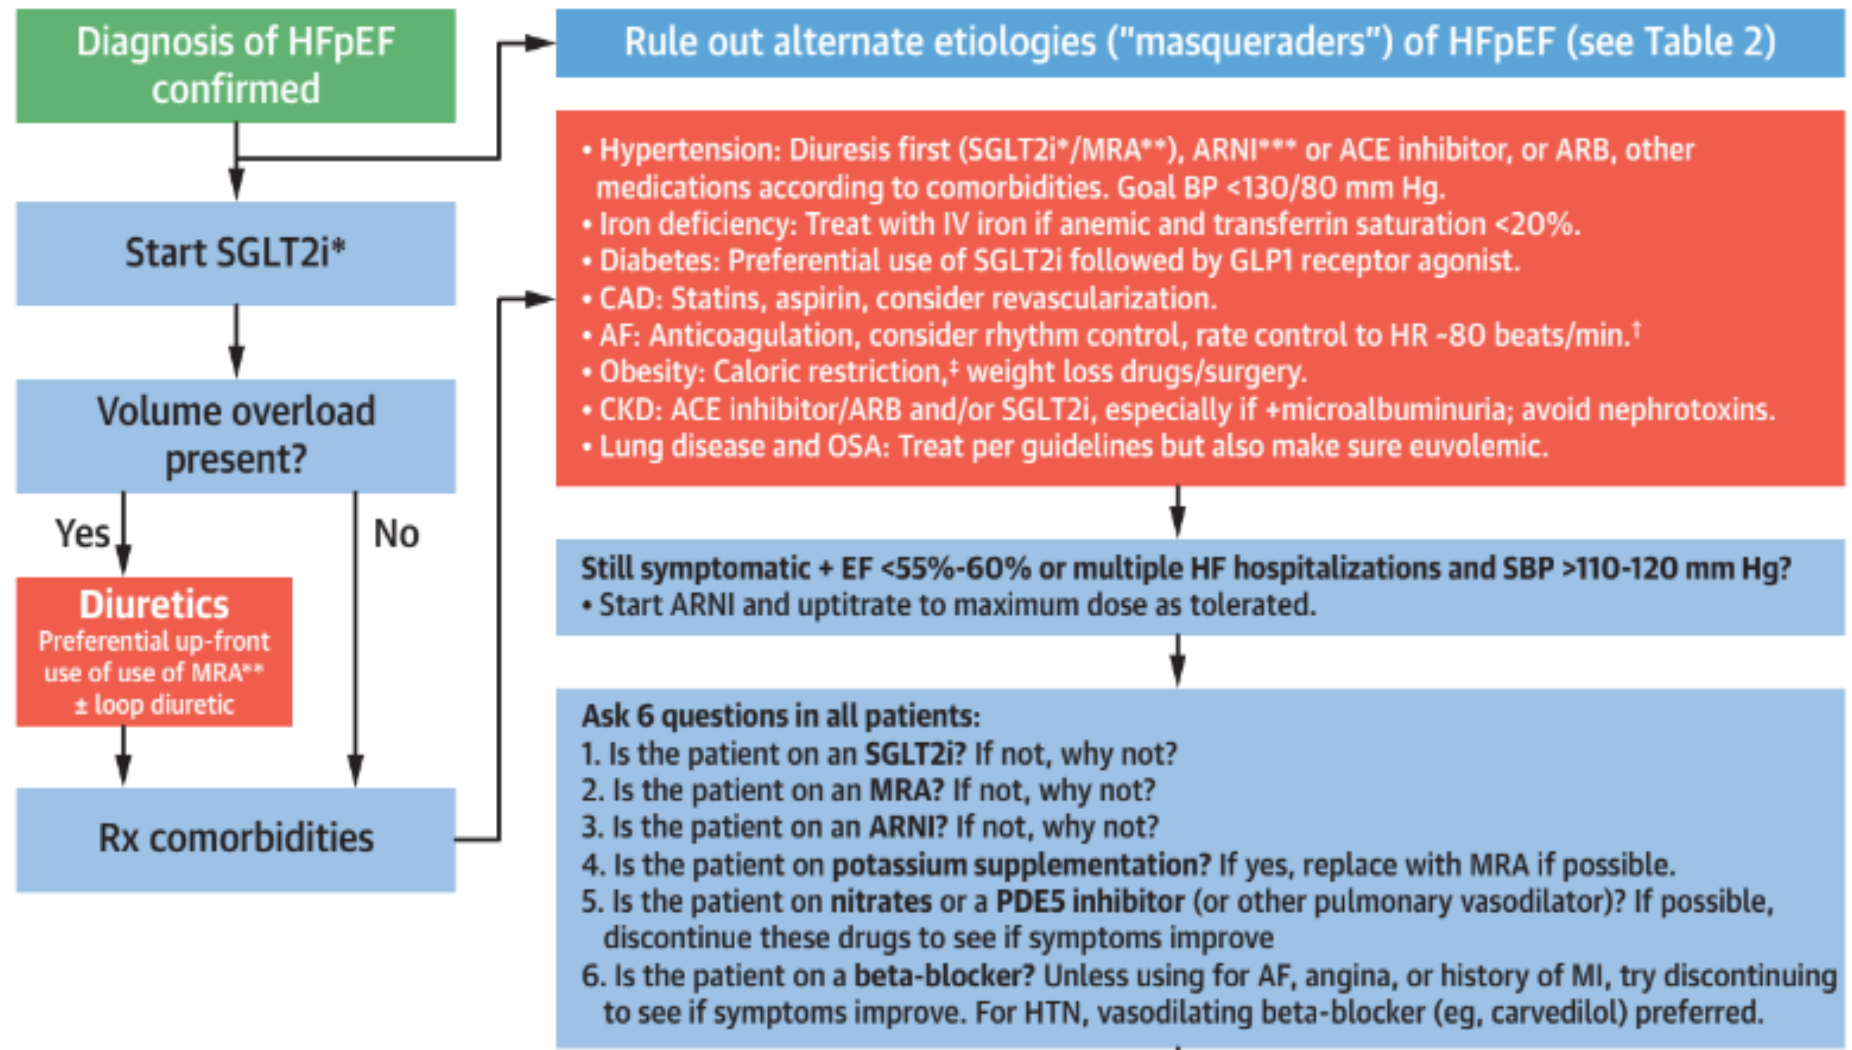 Diagnosis of HFpEF
confirmed
Rule out alternate etiologies ("masqueraders") of HFpEF (see Table 2)
Start SGLT2i*
Volume overload
present?
Yes
No
Diuretics
Preferential up-front
use of use of MRA**
± loop diuretic
Rx comorbidities
• Hypertension: Diuresis first (SGLT2i*/MRA**), ARNI*** or ACE inhibitor, or ARB, other
medications according to comorbidities. Goal BP <130/80 mm Hg.
• Iron deficiency: Treat with IV iron if anemic and transferrin saturation <20%.
• Diabetes: Preferential use of SGLT2i followed by GLP1 receptor agonist.
• CAD: Statins, aspirin, consider revascularization.
• AF: Anticoagulation, consider rhythm control, rate control to HR ~80 beats/min.†
• Obesity: Caloric restriction,‡ weight loss drugs/surgery.
• CKD: ACE inhibitor/ARB and/or SGLT2i, especially if +microalbuminuria; avoid nephrotoxins.
• Lung disease and OSA: Treat per guidelines but also make sure euvolemic.
Still symptomatic + EF <55%-60% or multiple HF hospitalizations and SBP >110-120 mm Hg?
• Start ARNI and uptitrate to maximum dose as tolerated.
Ask 6 questions in all patients:
1. Is the patient on an SGLT2i? If not, why not?
2. Is the patient on an MRA? If not, why not?
3. Is the patient on an ARNI? If not, why not?
4. Is the patient on potassium supplementation? If yes, replace with MRA if possible.
5. Is the patient on nitrates or a PDE5 inhibitor (or other pulmonary vasodilator)? If possible,
discontinue these drugs to see if symptoms improve
6. Is the patient on a beta-blocker? Unless using for AF, angina, or history of MI, try discontinuing
to see if symptoms improve. For HTN, vasodilating beta-blocker (eg, carvedilol) preferred.